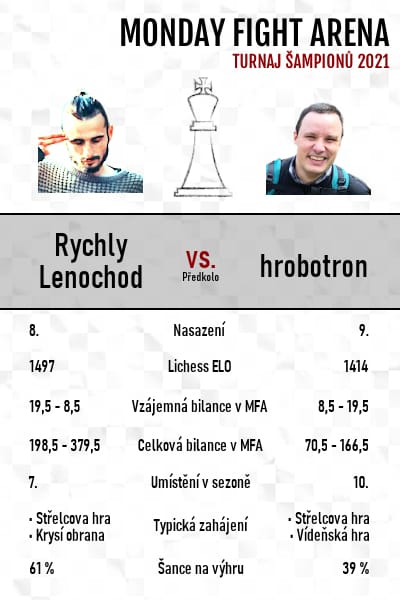 MONDAY FIGHT ARENA
TURNAJ ŠAMPIONŮ 2021
Rychly
Lenochod
VS.
Předkolo
hrobotron
8. Nasazení 9.
1497 Lichess ELO 1414
19,5 - 8,5 Vzájemná bilance v MFA 8,5 - 19,5
198,5 - 379,5 Celková bilance v MFA 70,5 - 166,5
7. Umístění v sezoně 10.
• Střelcova hra
• Krysí obrana
Typická zahájení
• Střelcova hra
• Vídeňská hra
61 % Šance na výhru 39 %